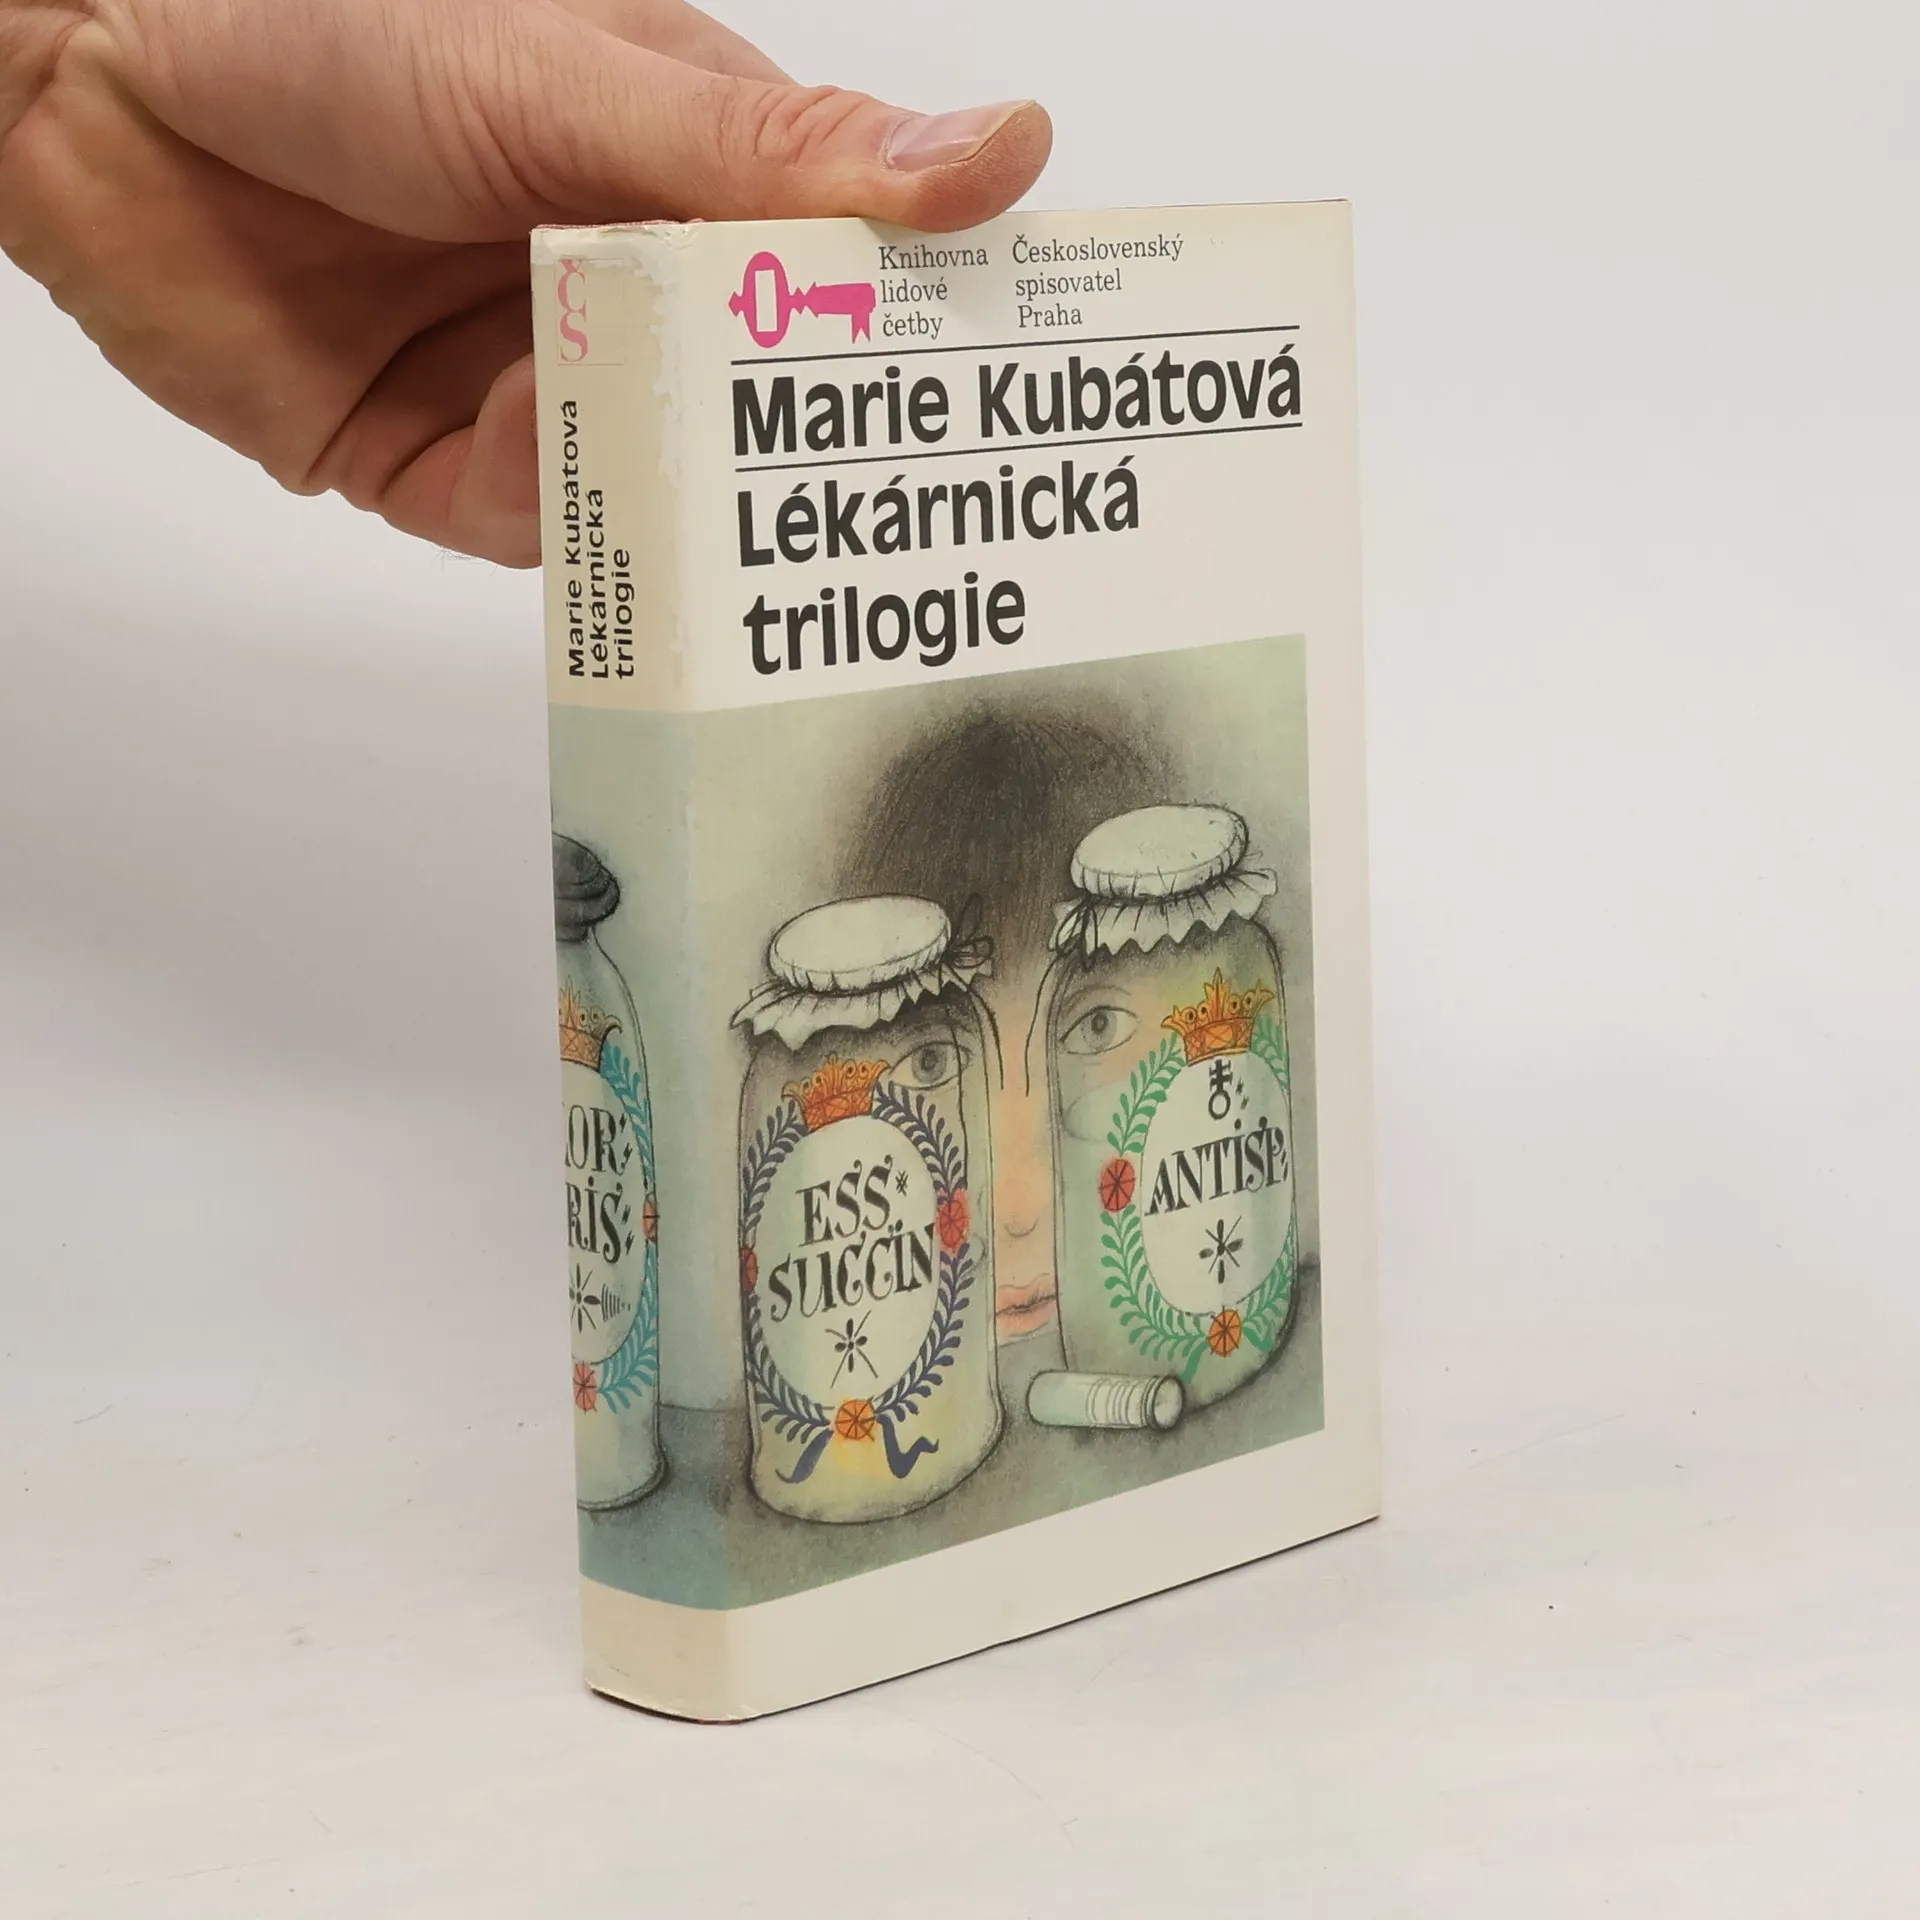 ČS
Marie Kubátová
Lékárnická
trilogie
Knihovna
lidové
četby
Československý
spisovatel
Praha
Marie Kubátová
Lékárnická
trilogie
ESS
SUCCIN
ANTISP: